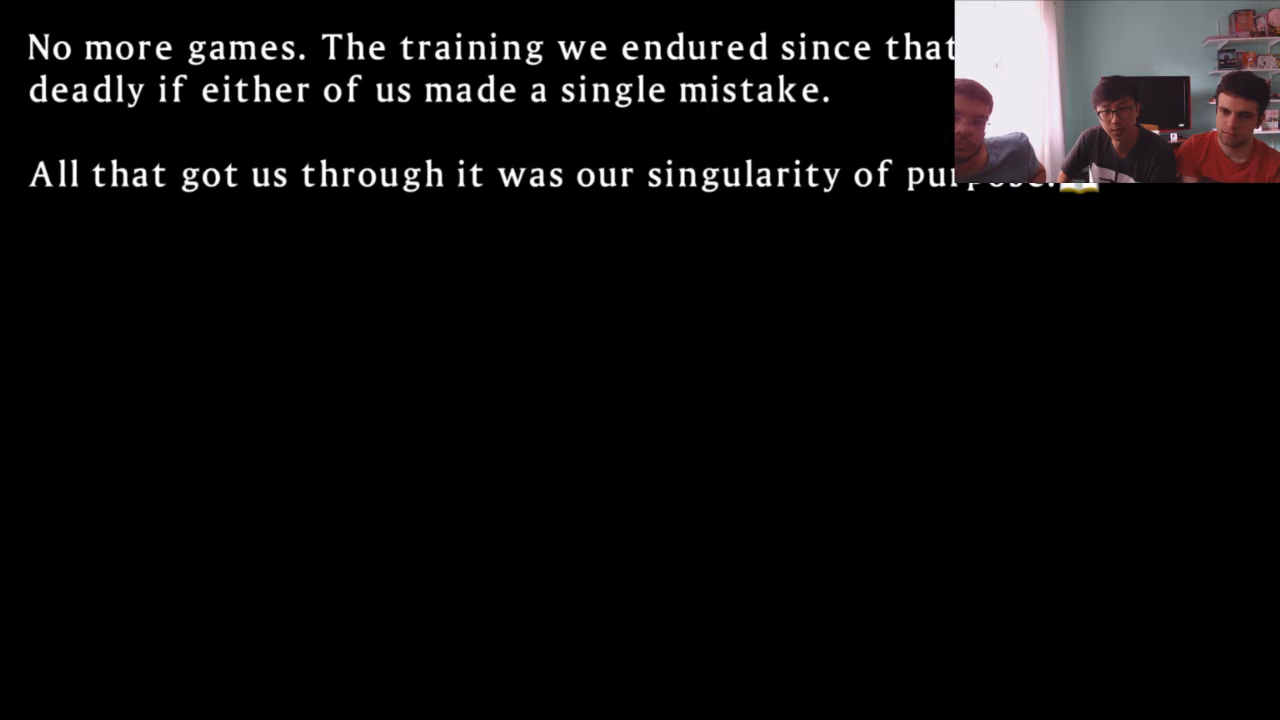 No more games. The training we endured since that
deadly if either of us made a single mistake.
All that got us through it was our singularity of purpose.